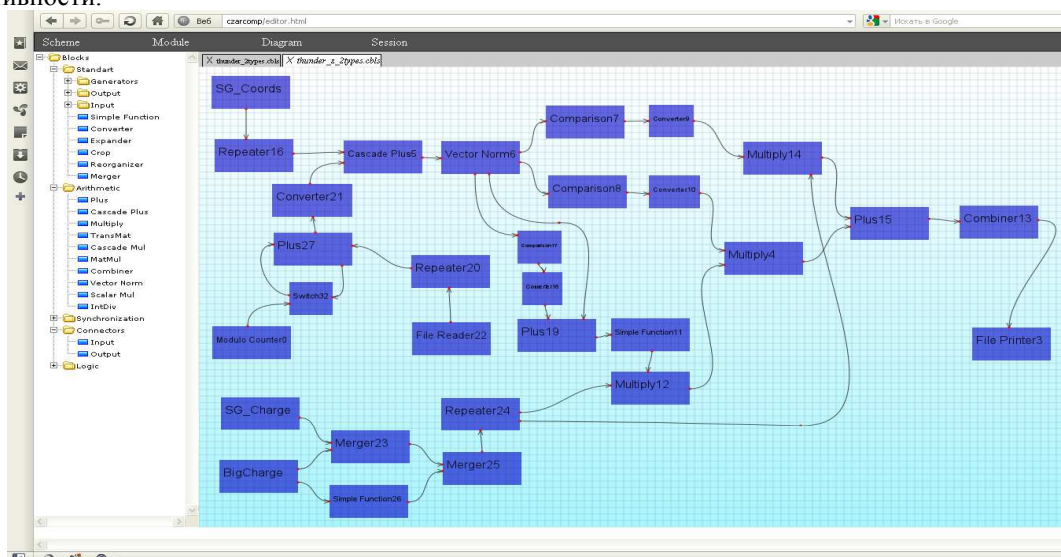 ивности.
Веб czarcomp/editor.html
Искать в Google
Scheme Module Diagram Session
thunder_2types.cbls
thunder_z_2types.cbls
Blocks
Standart
Generators
Output
Input
Simple Function
Converter
Expander
Crop
Reorganizer
Merger
Arithmetic
Plus
Cascade Plus
Multiply
TransMat
Cascade Mul
MatMul
Combiner
Vector Norm
Scalar Mul
IntDiv
Synchronization
Connectors
Input
Output
Logic
SG_Coords
Repeater16
Cascade Plus5
Vector Norm6
Comparison7
Converter9
Multiply14
Converter21
Comparison8
Converter10
Plus15
Combiner13
Plus27
Comparison17
Multiply4
Repeater20
Switch32
Modulo Counter0
File Reader22
Plus19
Simple Function11
File Printer3
Multiply12
SG_Charge
Repeater24
Merger23
BigCharge
Merger25
Simple Function26